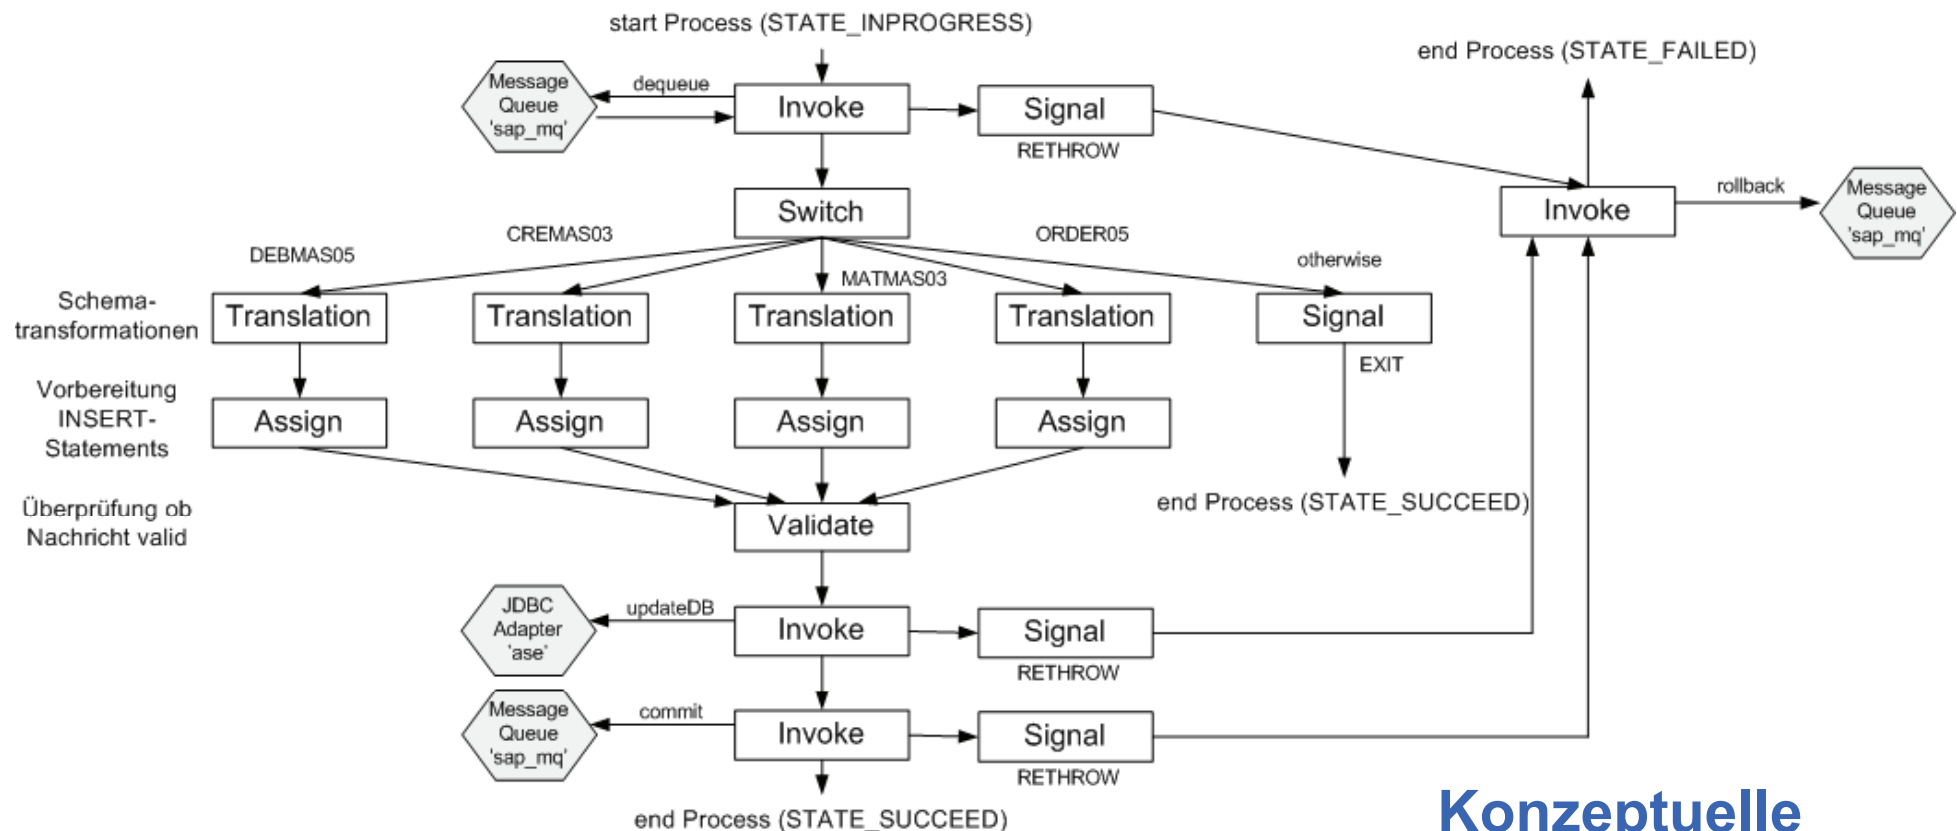 start Process (STATE_INPROGRESS)
end Process (STATE_FAILED)
Message
Queue
'sap_mq'
dequeue
Invoke
Signal
RETHROW
Invoke
rollback
Message
Queue
'sap_mq'
Switch
DEBMAS05
CREMAS03
MATMAS03
ORDER05
otherwise
Schema-
transformationen
Translation
Translation
Translation
Translation
Signal
EXIT
Vorbereitung
INSERT-
Statements
Assign
Assign
Assign
Assign
end Process (STATE_SUCCEED)
Überprüfung ob
Nachricht valid
Validate
JDBC
Adapter
'ase'
updateDB
Invoke
Signal
RETHROW
Message
Queue
'sap_mq'
commit
Invoke
Signal
RETHROW
end Process (STATE_SUCCEED)
Konzeptuelle